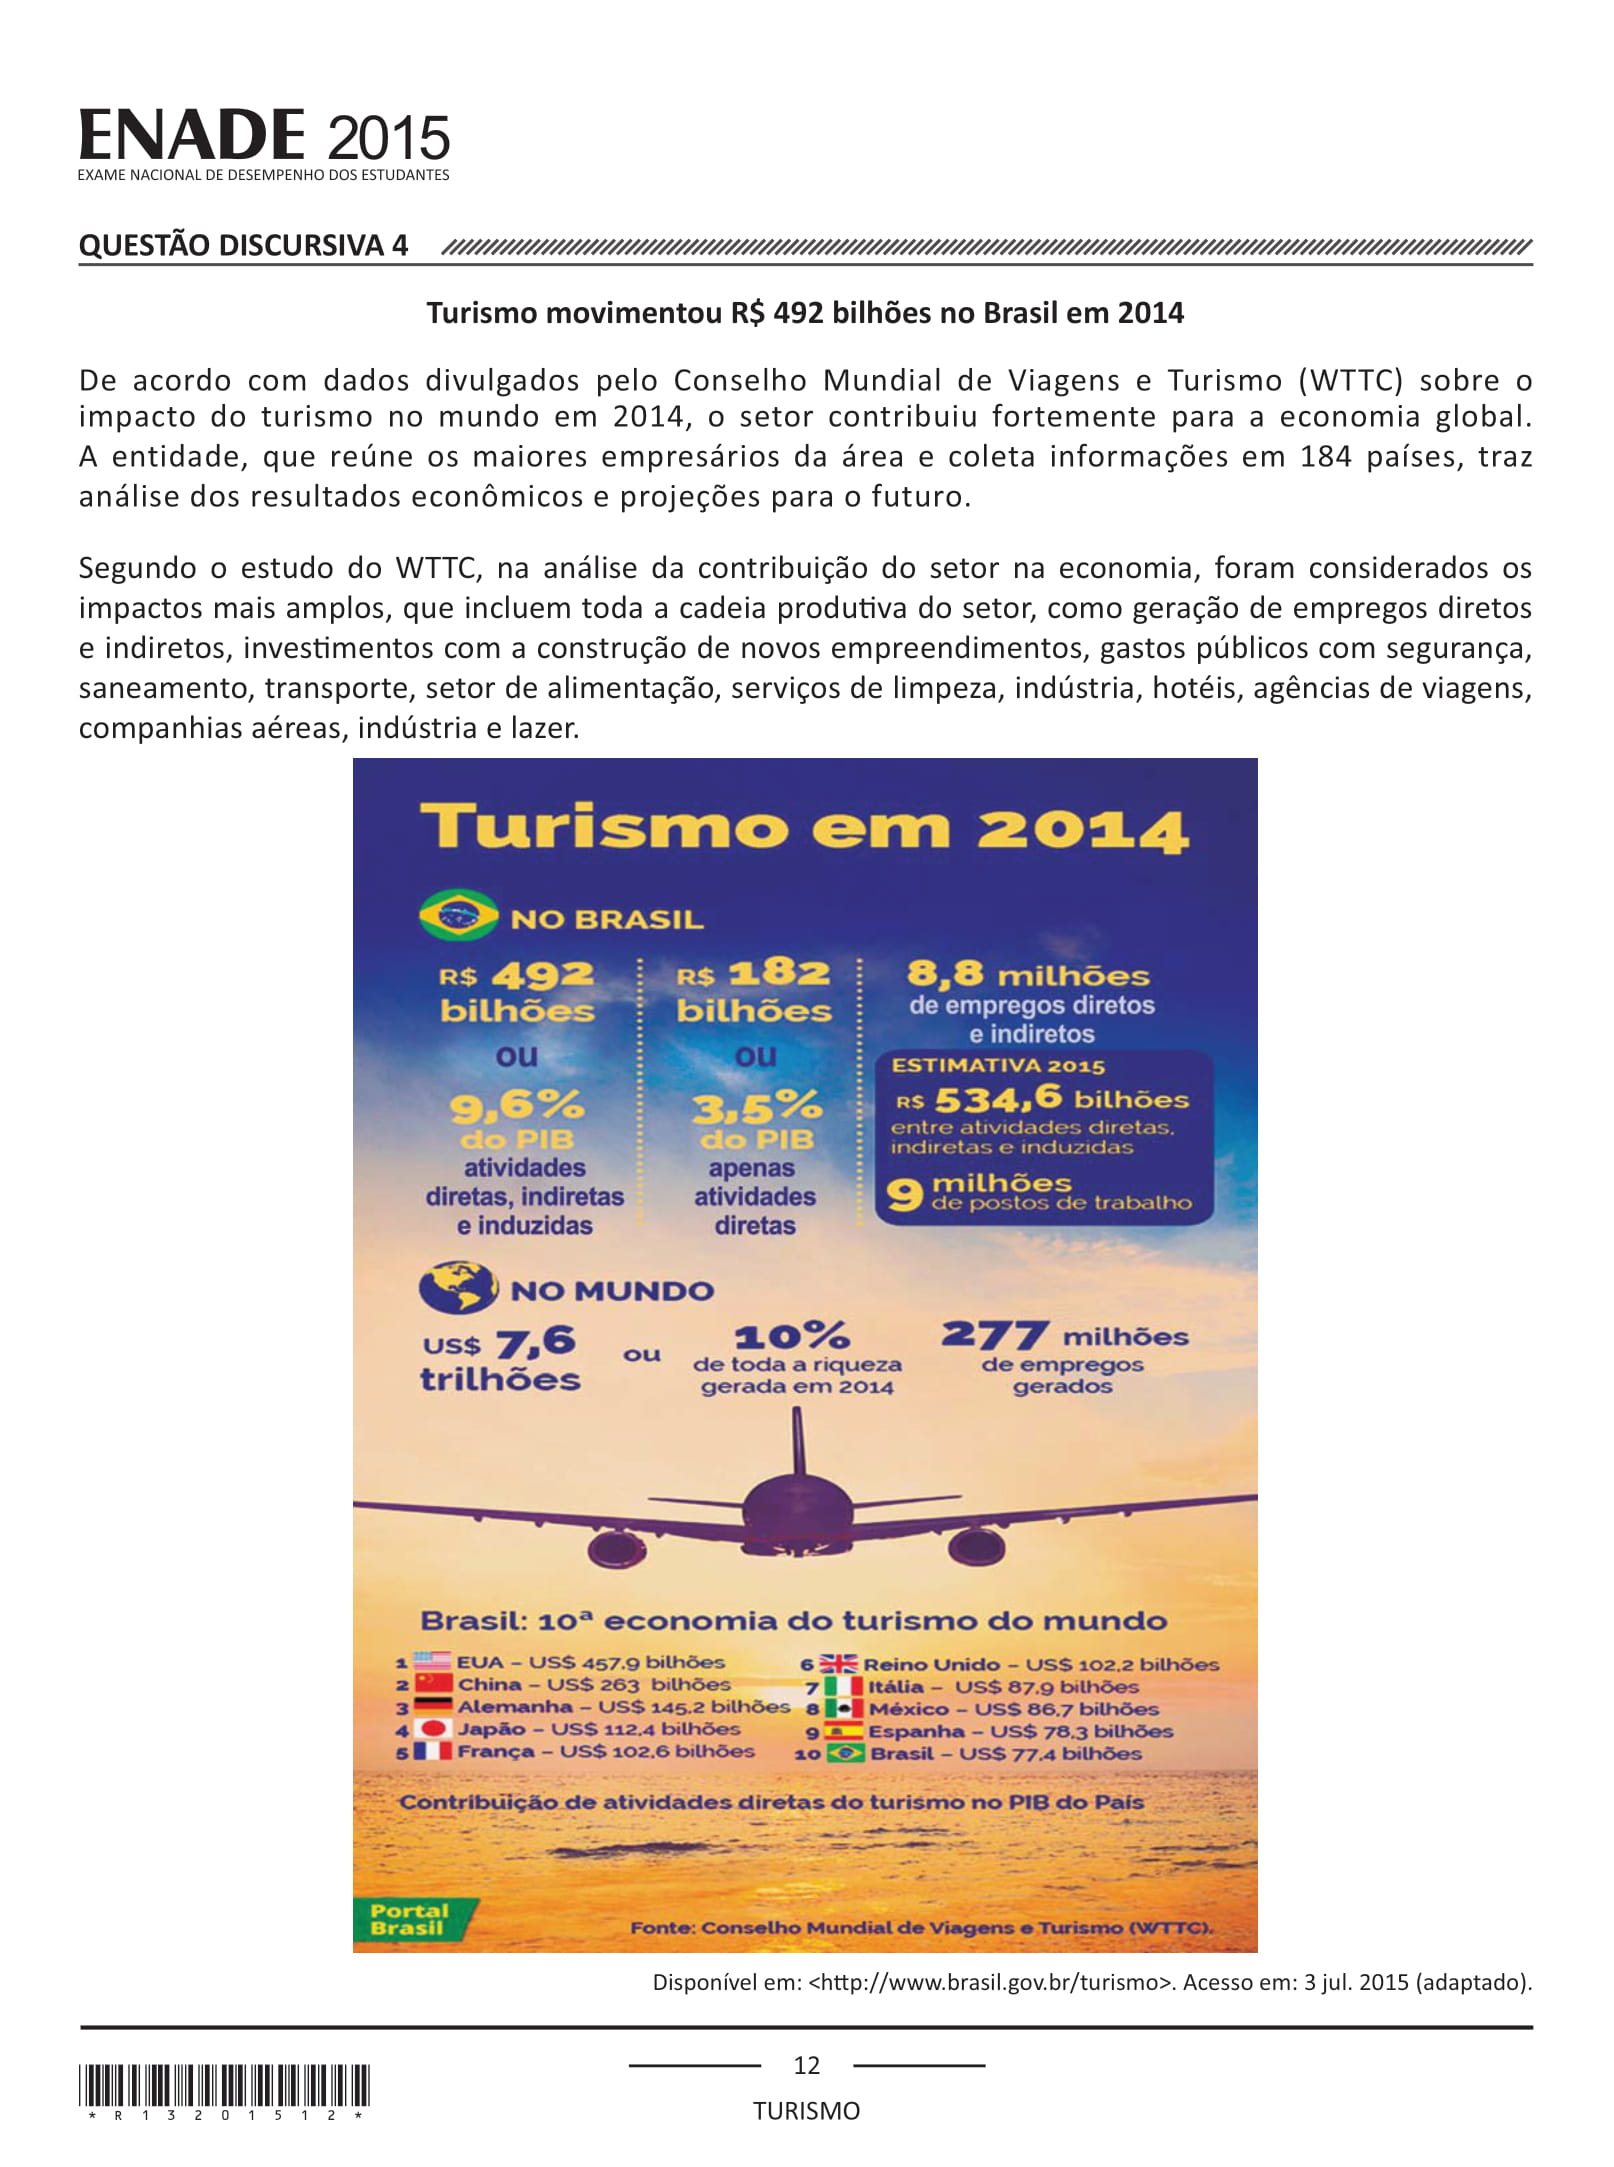 ENADE 2015
EXAME NACIONAL DE DESEMPENHO DOS ESTUDANTES
QUESTÃO DISCURSIVA 4
Turismo movimentou R$ 492 bilhões no Brasil em 2014
De acordo com dados divulgados pelo Conselho Mundial de Viagens e Turismo (WTTC) sobre o
impacto do turismo no mundo em 2014, o setor contribuiu fortemente para a economia global.
A entidade, que reúne os maiores empresários da área e coleta informações em 184 países, traz
análise dos resultados econômicos e projeções para o futuro.
Segundo o estudo do WTTC, na análise da contribuição do setor na economia, foram considerados os
impactos mais amplos, que incluem toda a cadeia produtiva do setor, como geração de empregos diretos
e indiretos, investimentos com a construção de novos empreendimentos, gastos públicos com segurança,
saneamento, transporte, setor de alimentação, serviços de limpeza, indústria, hotéis, agências de viagens,
companhias aéreas, indústria e lazer.
Turismo em 2014
NO BRASIL
R$ 492
bilhões
ou
9,6%
do PIB
atividades
diretas, indiretas
e induzidas
R$ 182
bilhões
ou
3,5%
do PIB
apenas
atividades
diretas
8,8 milhões
de empregos diretos
e indiretos
ESTIMATIVA 2015
R$ 534,6 bilhões
entre atividades diretas,
indiretas e induzidas
9 milhões
de postos de trabalho
NO MUNDO
US$ 7,6
trilhões
ou
10%
de toda a riqueza
gerada em 2014
277 milhões
de empregos
gerados
Brasil: 10ª economia do turismo do mundo
1 EUA – US$ 457,9 bilhões
2 China – US$ 263 bilhões
3 Alemanha – US$ 145,2 bilhões
4 Japão – US$ 112,4 bilhões
5 França – US$ 102,6 bilhões
6 Reino Unido – US$ 102,2 bilhões
7 Itália – US$ 87,9 bilhões
8 México – US$ 86,7 bilhões
9 Espanha – US$ 78,3 bilhões
10 Brasil – US$ 77,4 bilhões
Contribuição de atividades diretas do turismo no PIB do País
Portal
Brasil
Fonte: Conselho Mundial de Viagens e Turismo (WTTC).
Disponível em: <http://www.brasil.gov.br/turismo>. Acesso em: 3 jul. 2015 (adaptado).
12
TURISMO
* R 1 3 2 0 1 5 1 2 *